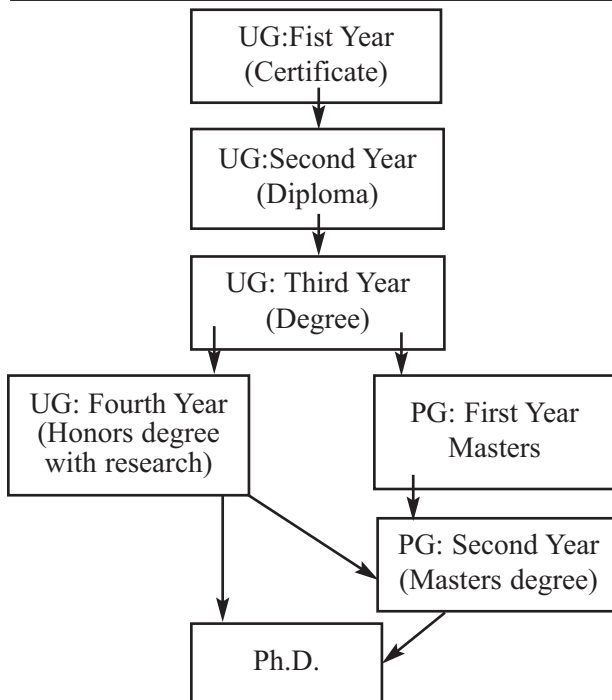 UG:Fist Year
(Certificate)
UG:Second Year
(Diploma)
UG: Third Year
(Degree)
UG: Fourth Year
(Honors degree
with research)
PG: First Year
Masters
PG: Second Year
(Masters degree)
Ph.D.